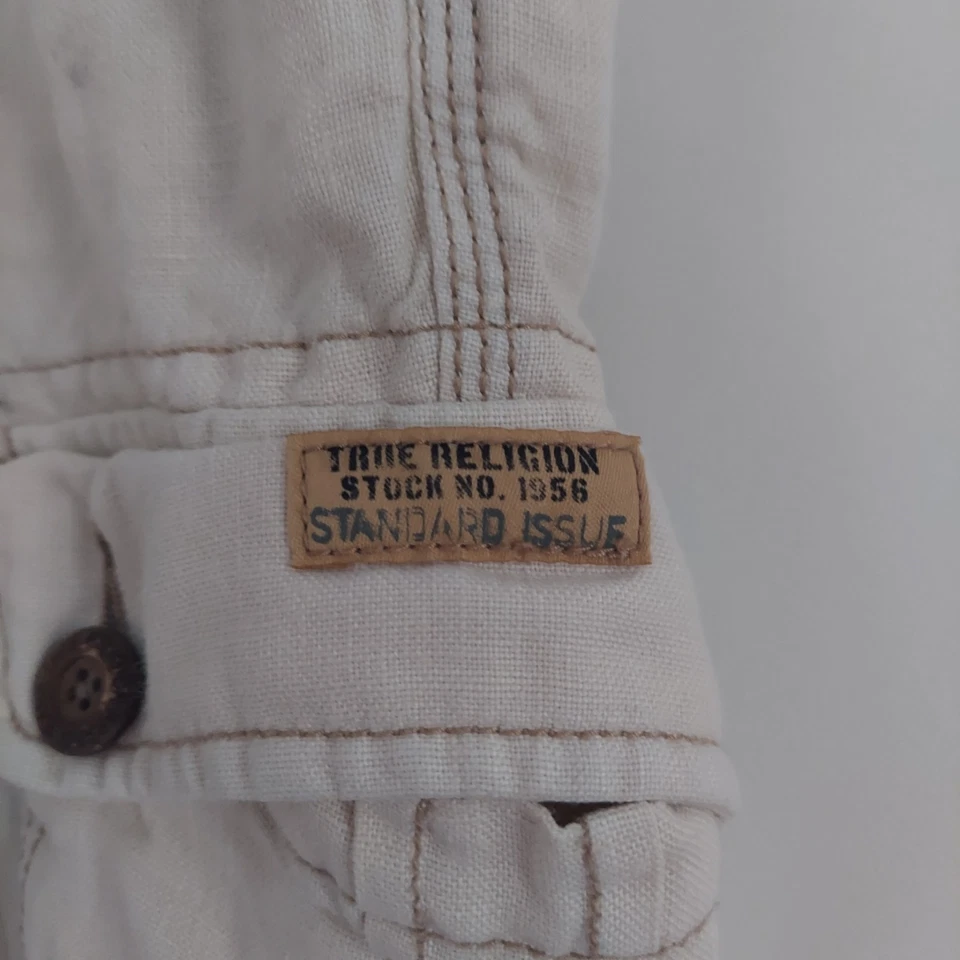 TRUE RELIGION
STOCK NO. 1956
STANDARD ISSUE